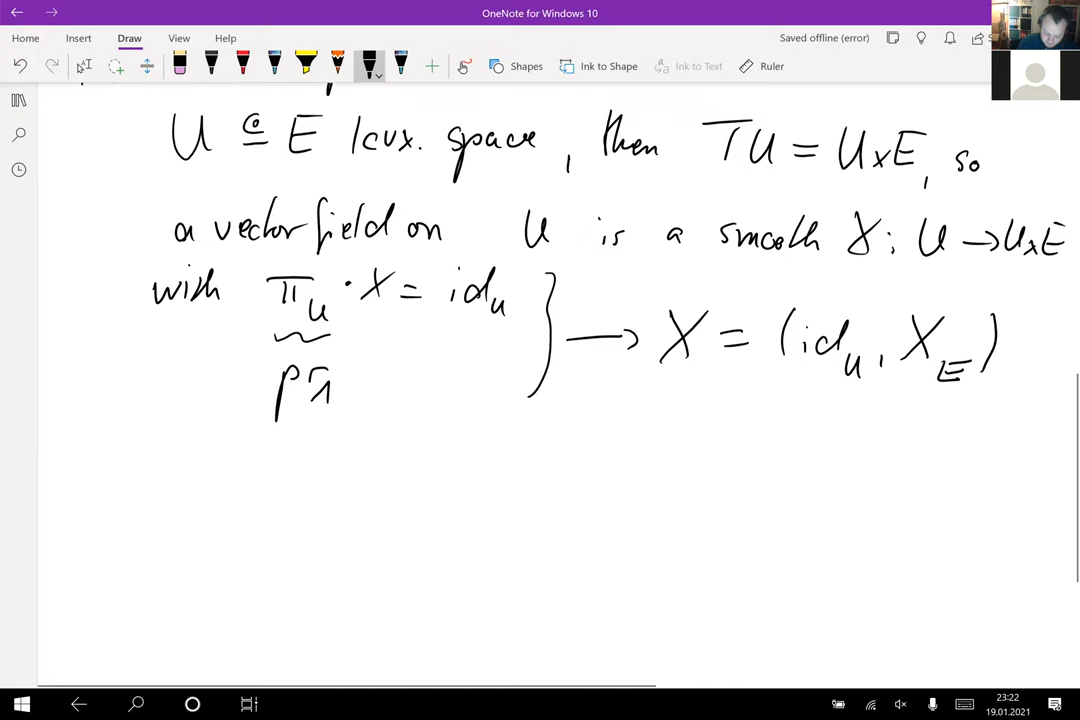 OneNote for Windows 10
Home Insert Draw View Help
Saved offline (error)
Shapes Ink to Shape Ink to Text Ruler
U ⊆ E lcvx. space, then TU = U×E, so
a vector field on U is a smooth X: U → U×E
with π_U · X = id_U } → X = (id_U, X_E)
23:22
19.01.2021